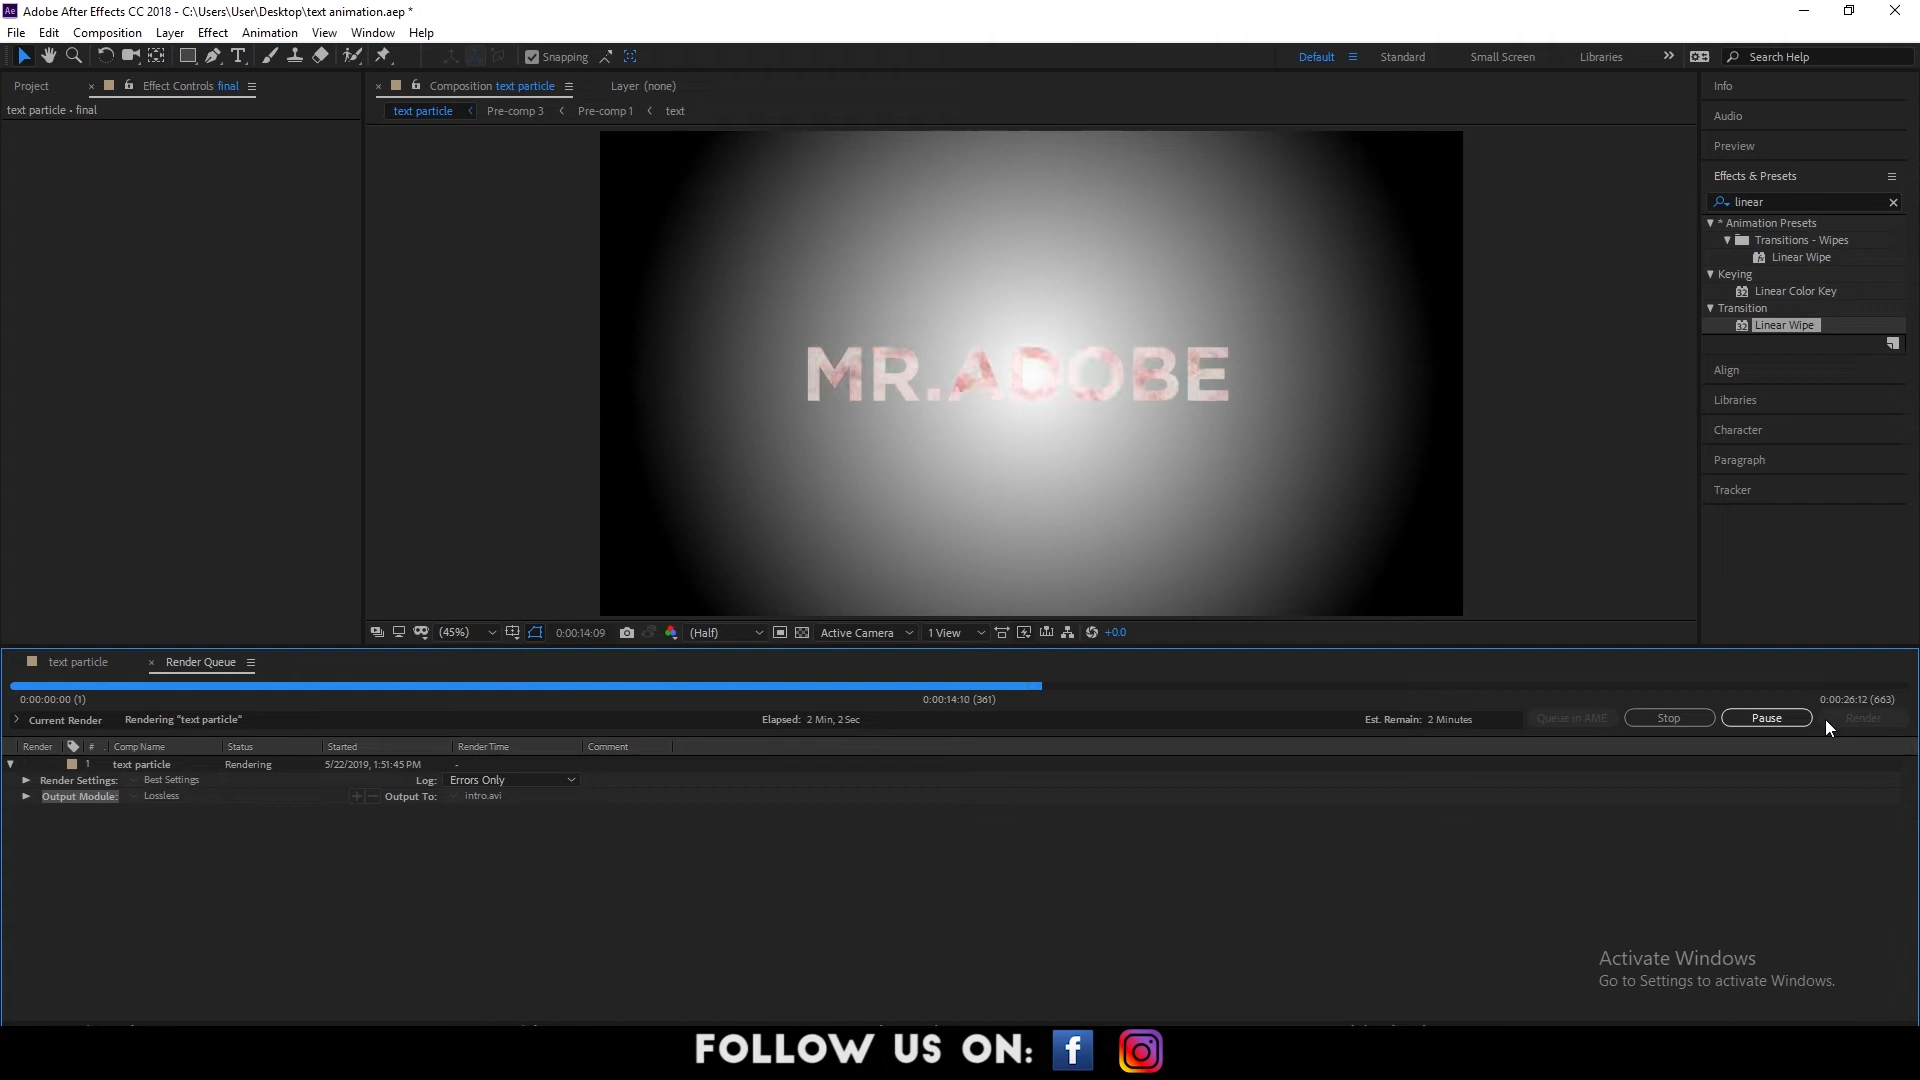 Adobe After Effects CC 2018 - C:\Users\User\Desktop\text animation.aep *
File Edit Composition Layer Effect Animation View Window Help
Snapping Default Standard Small Screen Libraries Search Help
Project Effect Controls final Composition text particle Layer (none) Info
text particle • final text particle Pre-comp 3 Pre-comp 1 text
Audio
Preview
Effects & Presets
linear
* Animation Presets
Transitions - Wipes
Linear Wipe
Keying
Linear Color Key
Transition
Linear Wipe
Align
Libraries
Character
Paragraph
Tracker
MR.ADOBE
(45%) 0:00:14:09 (Half) Active Camera 1 View +0.0
text particle Render Queue
0:00:00:00 (1) 0:00:14:10 (361) 0:00:26:12 (663)
Current Render Rendering "text particle" Elapsed: 2 Min, 2 Sec Est. Remain: 2 Minutes Queue in AME Stop Pause Render
Render # Comp Name Status Started Render Time Comment
1 text particle Rendering 5/22/2019, 1:51:45 PM -
Render Settings: Best Settings Log: Errors Only
Output Module: Lossless Output To: intro.avi
Activate Windows
Go to Settings to activate Windows.
FOLLOW US ON: